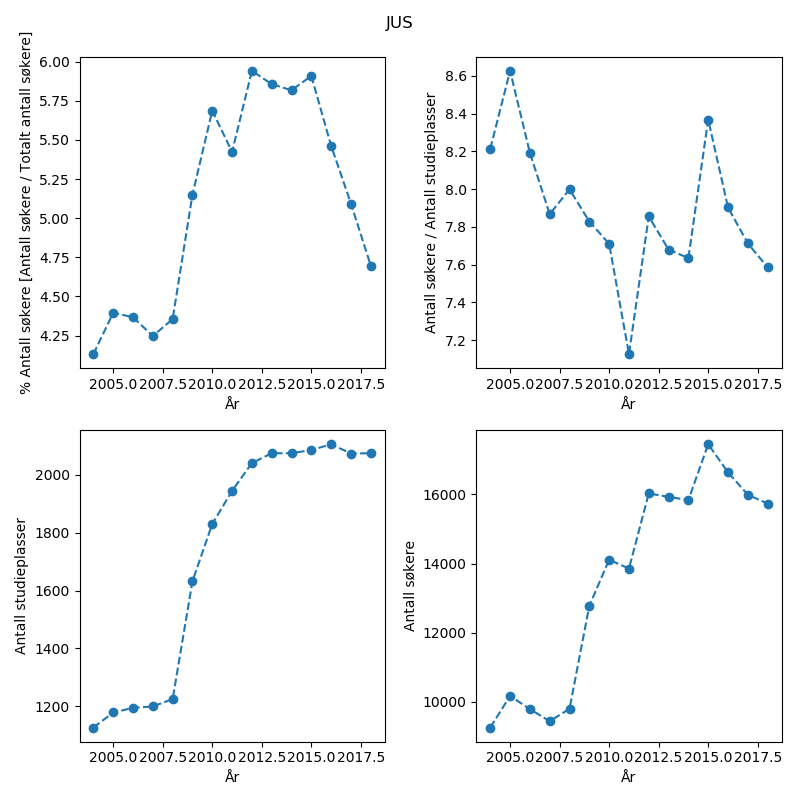 JUS
% Antall søkere [Antall søkere / Totalt antall søkere]
6.00
5.75
5.50
5.25
5.00
4.75
4.50
4.25
2005.0 2007.5 2010.0 2012.5 2015.0 2017.5
År
Antall søkere / Antall studieplasser
8.6
8.4
8.2
8.0
7.8
7.6
7.4
7.2
2005.0 2007.5 2010.0 2012.5 2015.0 2017.5
År
Antall studieplasser
2000
1800
1600
1400
1200
2005.0 2007.5 2010.0 2012.5 2015.0 2017.5
År
Antall søkere
16000
14000
12000
10000
2005.0 2007.5 2010.0 2012.5 2015.0 2017.5
År